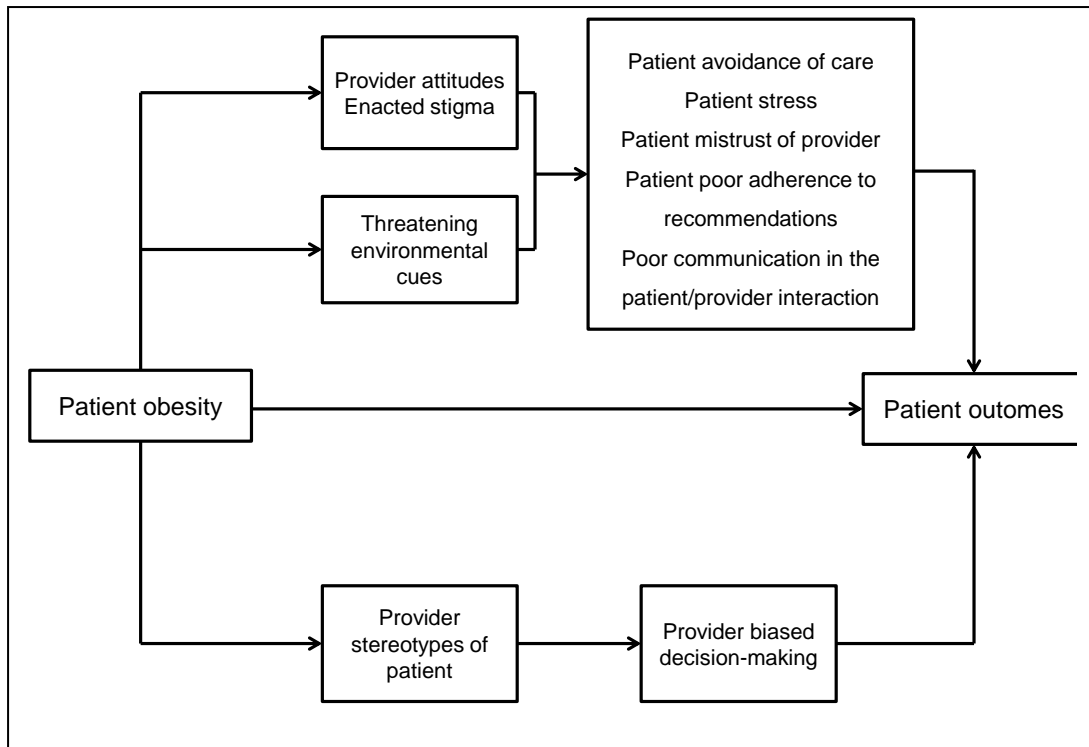 Provider attitudes
Enacted stigma
Patient avoidance of care
Patient stress
Patient mistrust of provider
Patient poor adherence to
recommendations
Poor communication in the
patient/provider interaction
Threatening
environmental
cues
Patient obesity
Patient outomes
Provider
stereotypes of
patient
Provider biased
decision-making